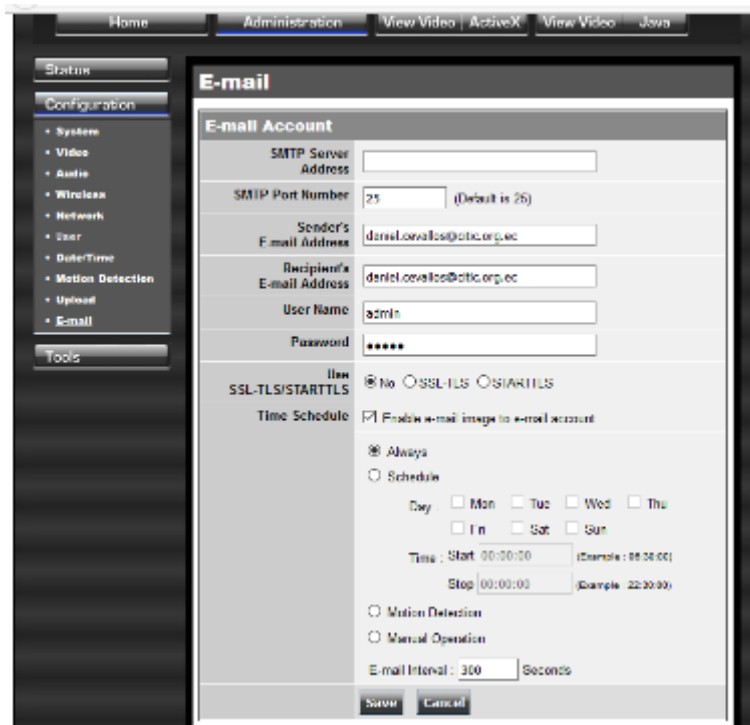 Home Administration View Video ActiveX View Video Java
Status
Configuration
System
Video
Audio
Wireless
Network
User
Date/Time
Motion Detection
Upload
E-mail
Tools
E-mail
E-mail Account
SMTP Server
Address
SMTP Port Number 25 (Default is 25)
Sender's
E-mail Address daniel.cevallos@citic.org.ec
Recipient's
E-mail Address daniel.cevallos@citic.org.ec
User Name admin
Password •••••
Use
SSL-TLS/STARTTLS No SSL-TLS STARTTLS
Time Schedule Enable e-mail image to e-mail account
Always
Schedule
Day : Mon Tue Wed Thu
Fri Sat Sun
Time : Start 00:00:00 (Example : 06:30:00)
Stop 00:00:00 (Example : 22:30:00)
Motion Detection
Manual Operation
E-mail Interval : 300 Seconds
Save Cancel